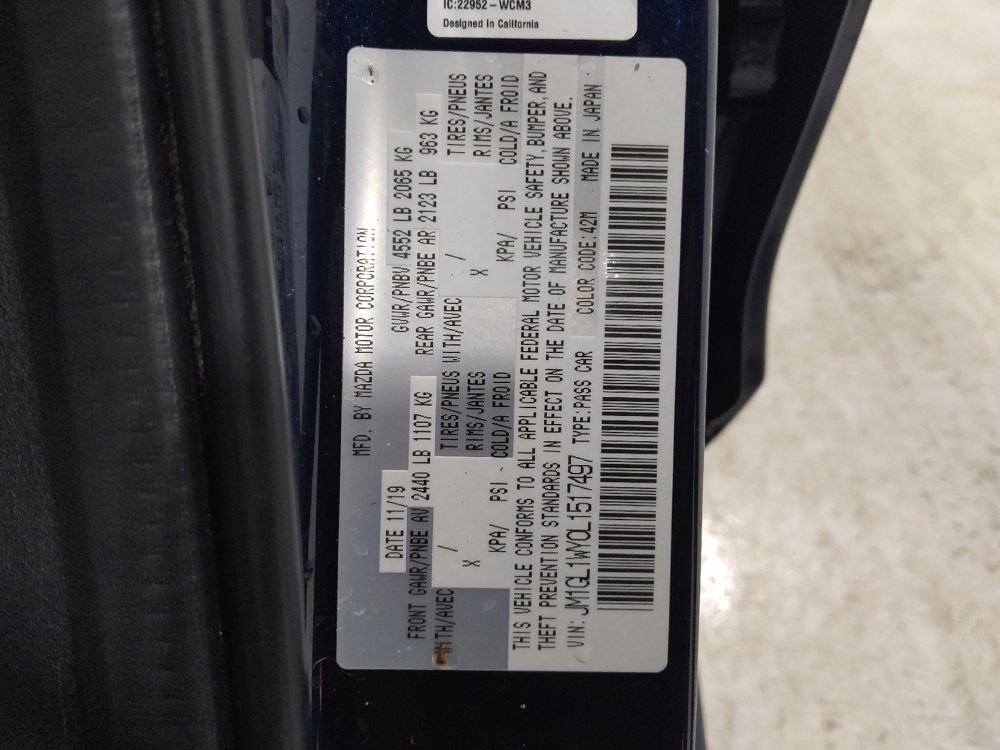 IC:22952-WCM3
Designed in California
MFD. BY MAZDA MOTOR CORPORATION
DATE 11/19 GVWR/PNBV 4552 LB 2065 KG
FRONT GAWR/PNBE AV 2440 LB 1107 KG REAR GAWR/PNBE AR 2123 LB 963 KG
WITH/AVEC / TIRES/PNEUS WITH/AVEC / TIRES/PNEUS
X RIMS/JANTES X RIMS/JANTES
KPA/ PSI COLD/A FROID KPA/ PSI COLD/A FROID
THIS VEHICLE CONFORMS TO ALL APPLICABLE FEDERAL MOTOR VEHICLE SAFETY, BUMPER, AND
THEFT PREVENTION STANDARDS IN EFFECT ON THE DATE OF MANUFACTURE SHOWN ABOVE.
VIN: JM1GL1WY0L1517497 TYPE:PASS CAR COLOR CODE:42M MADE IN JAPAN